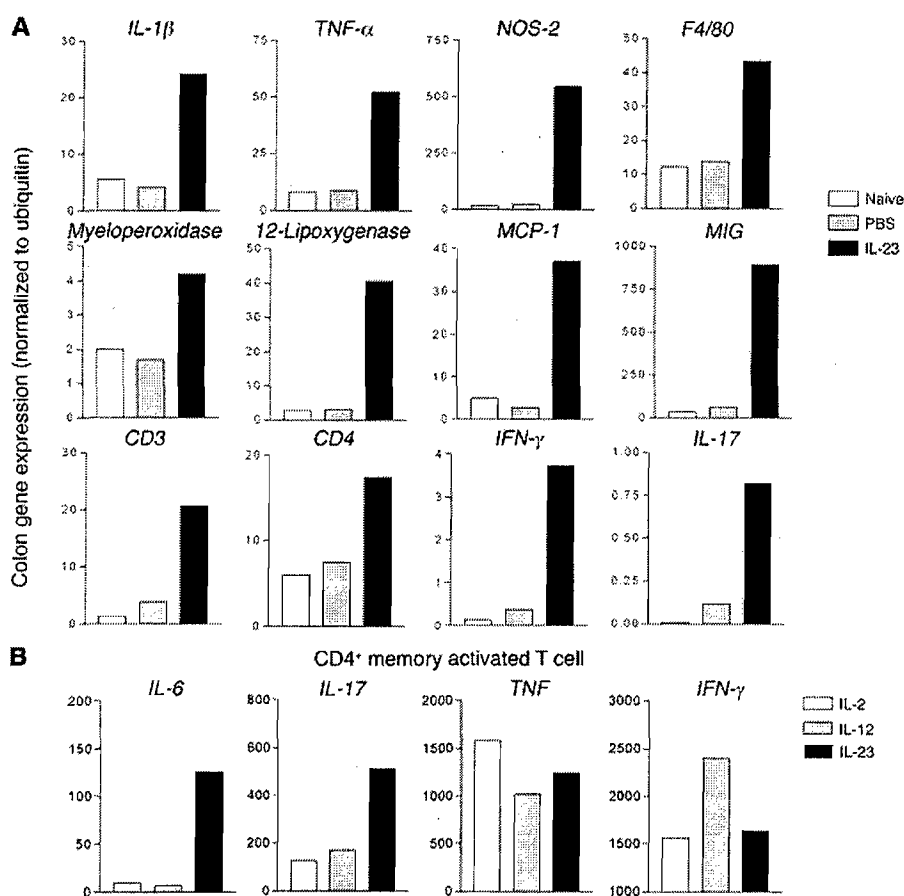 A
IL-1β TNF-α NOS-2 F4/80
30 75 750 50
40
20 50 500 30
10 25 250 20
10
0 0 0 0
Naive
PBS
IL-23
Colon gene expression (normalized to ubiquitin)
Myeloperoxidase 12-Lipoxygenase MCP-1 MIG
5 50 40 1000
4 40 30 750
3 30 20 500
2 20 10 250
1 10
0 0 0 0
CD3 CD4 IFN-γ IL-17
30 20 4 1.00
20 3 0.75
10 2 0.50
10 1 0.25
0 0 0 0.00
B
CD4+ memory activated T cell
IL-6 IL-17 TNF IFN-γ
200 800 2000 3000
150 600 1500 2500
100 400 1000 2000
50 200 500 1500
0 0 0 1000
IL-2
IL-12
IL-23